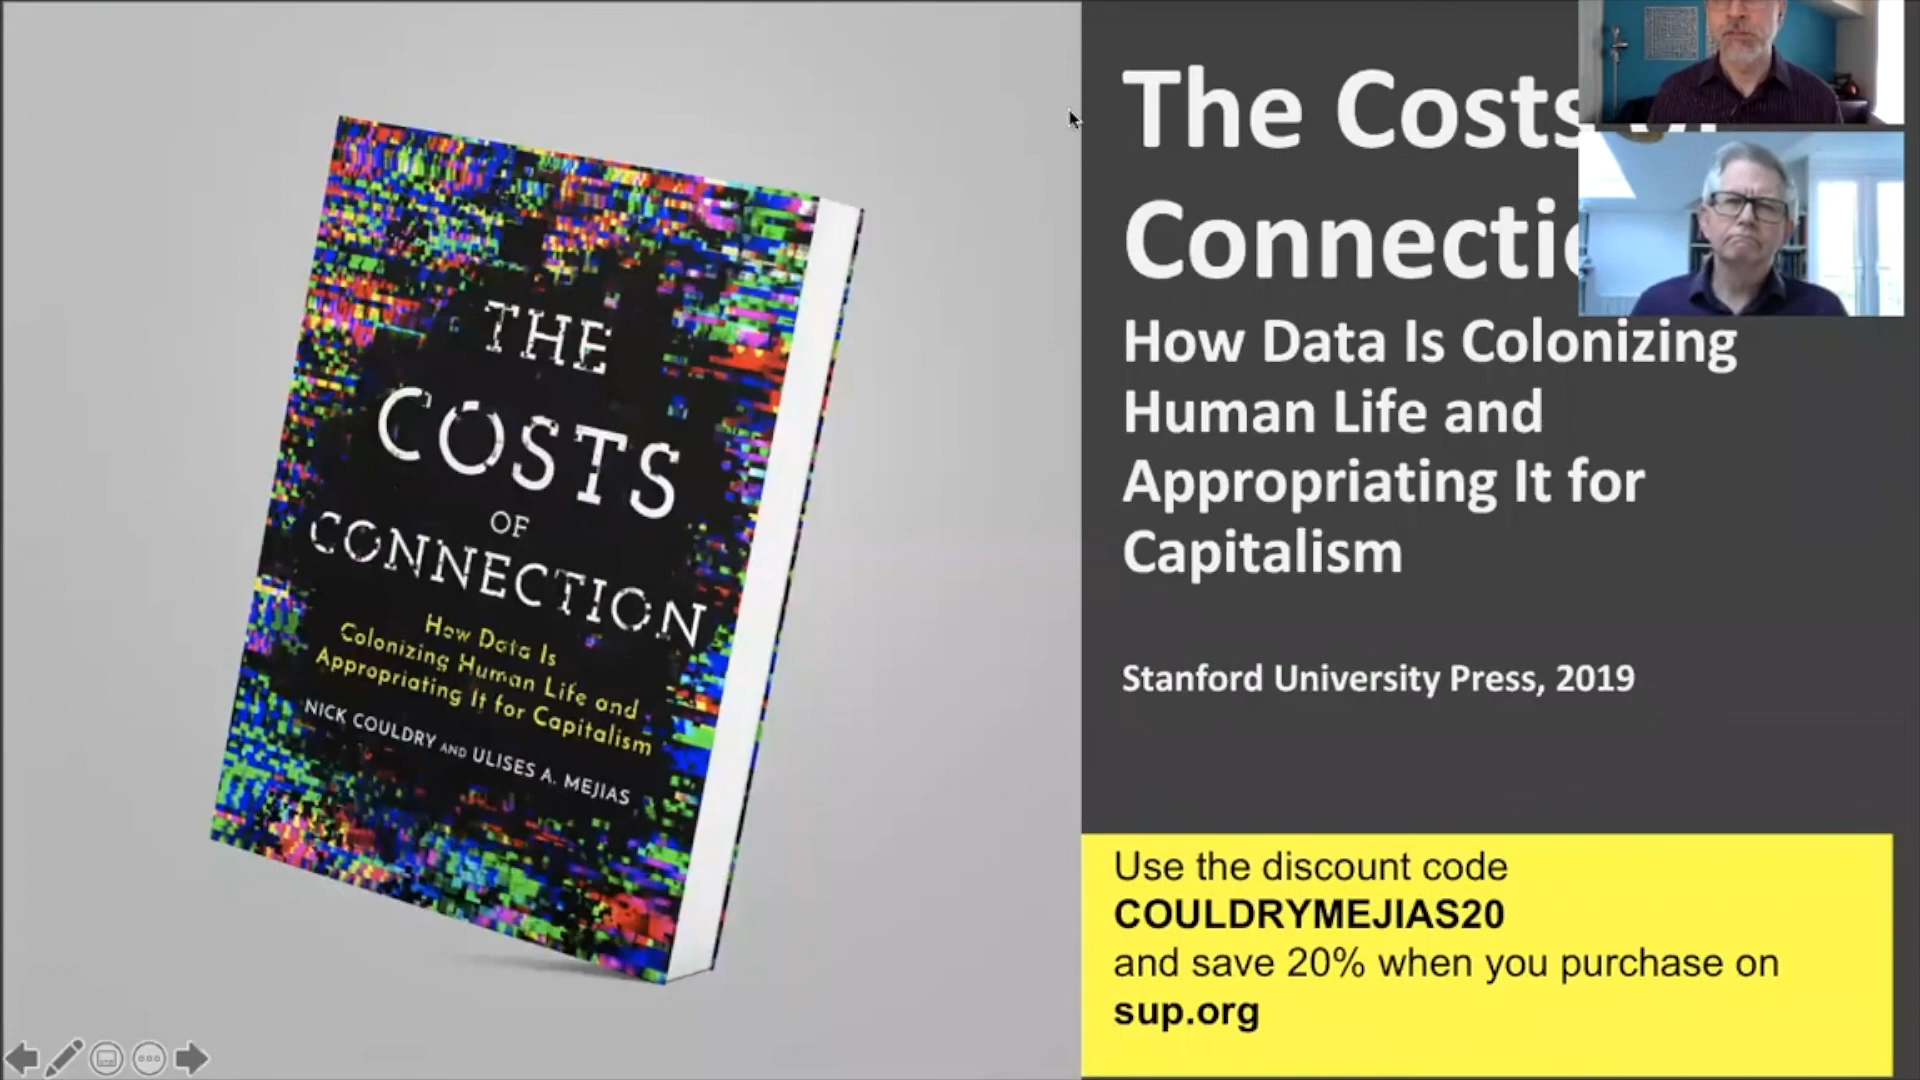 THE
COSTS
OF
CONNECTION
How Data Is
Colonizing Human Life and
Appropriating It for Capitalism
NICK COULDRY AND ULISES A. MEJIAS
The Costs of
Connectio
How Data Is Colonizing
Human Life and
Appropriating It for
Capitalism
Stanford University Press, 2019
Use the discount code
COULDRYMEJIAS20
and save 20% when you purchase on
sup.org